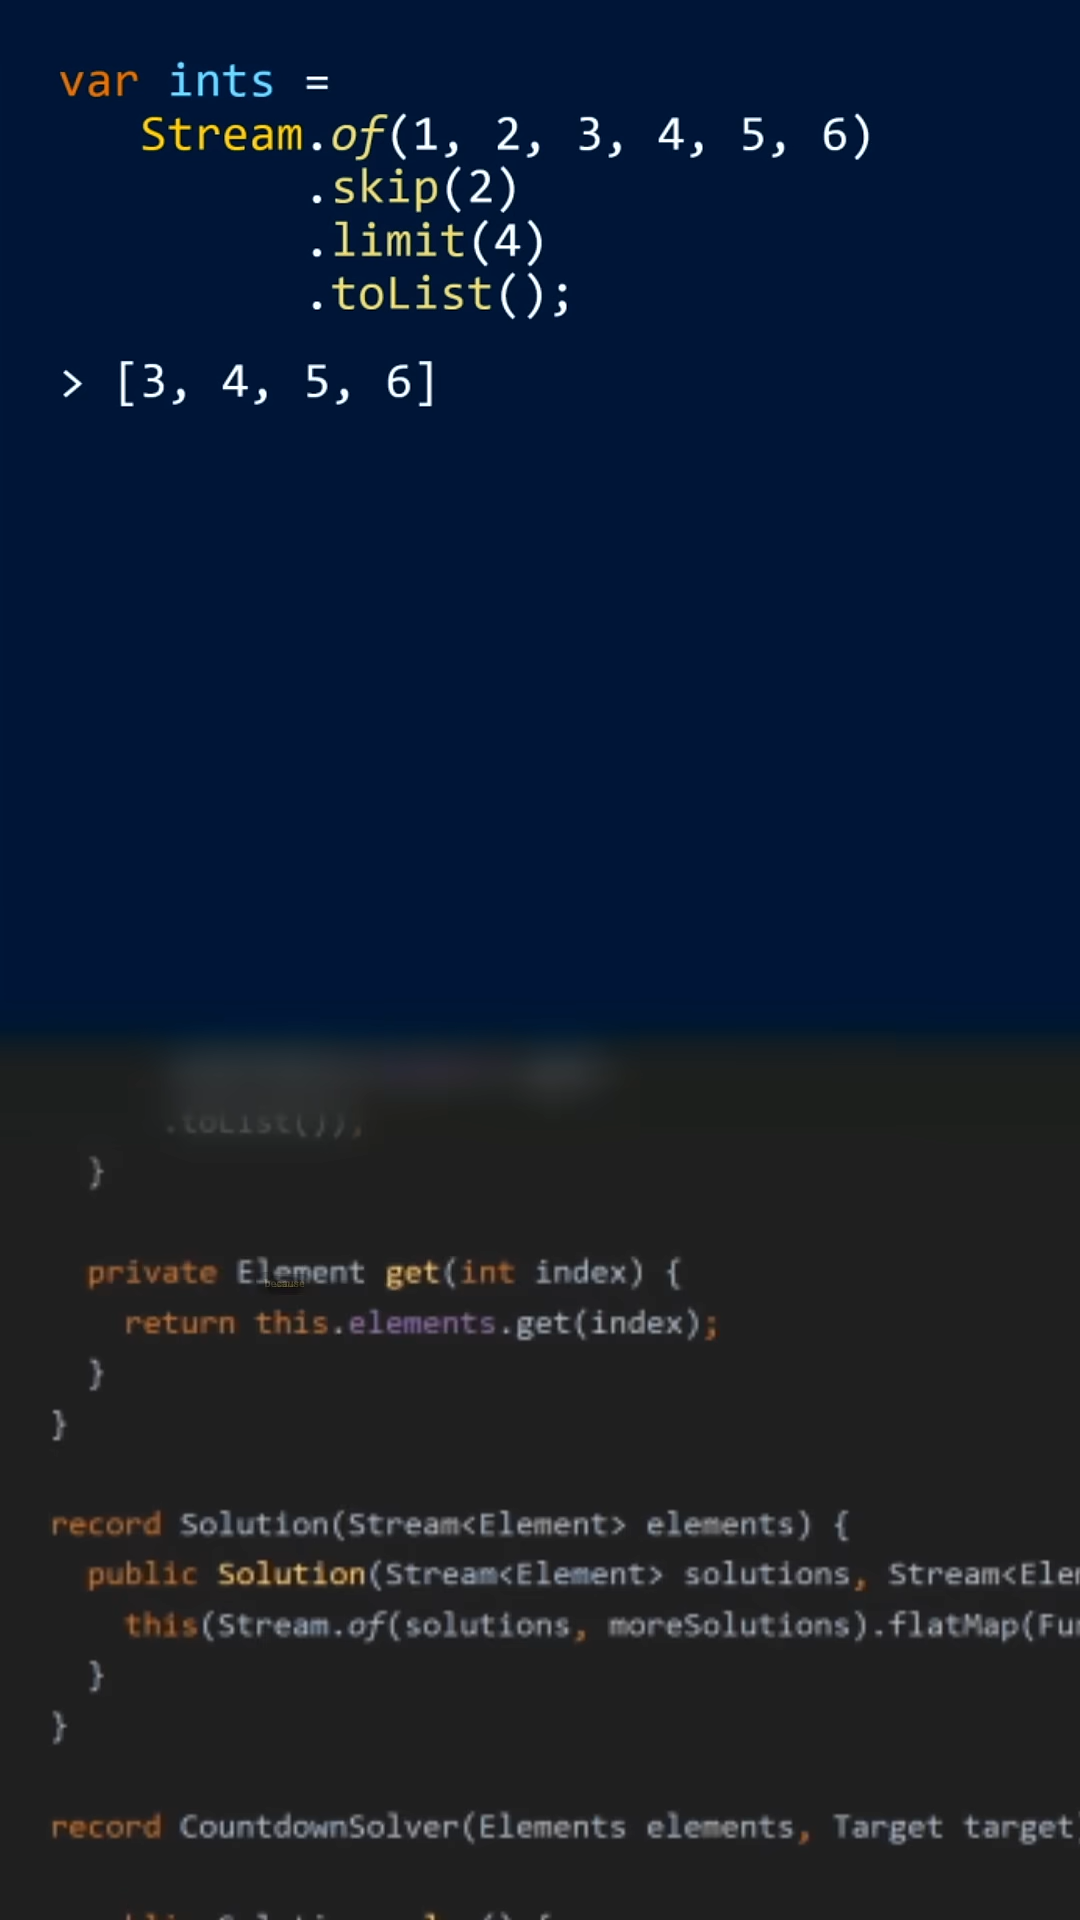 var ints =
Stream.of(1, 2, 3, 4, 5, 6)
.skip(2)
.limit(4)
.toList();
> [3, 4, 5, 6]
.toList());
}
private Element get(int index) {
because
return this.elements.get(index);
}
}
record Solution(Stream<Element> elements) {
public Solution(Stream<Element> solutions, Stream<Ele
this(Stream.of(solutions, moreSolutions).flatMap(Fu
}
}
record CountdownSolver(Elements elements, Target target